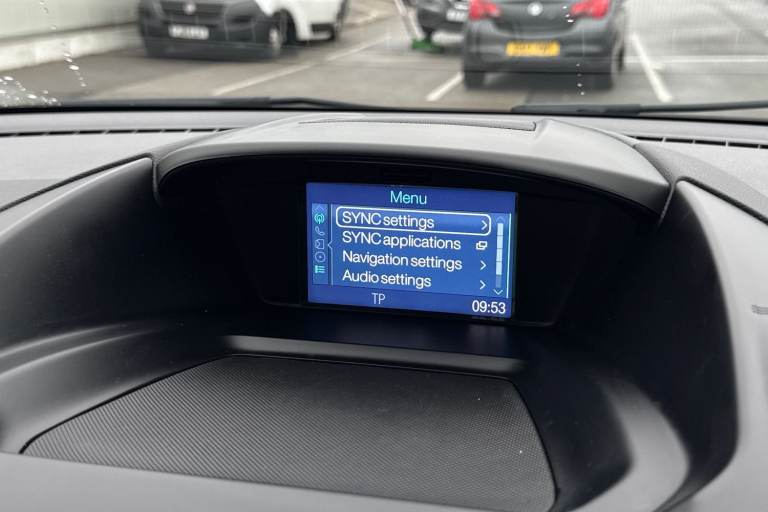 Menu
SYNC settings
SYNC applications
Navigation settings
Audio settings
TP
09:53